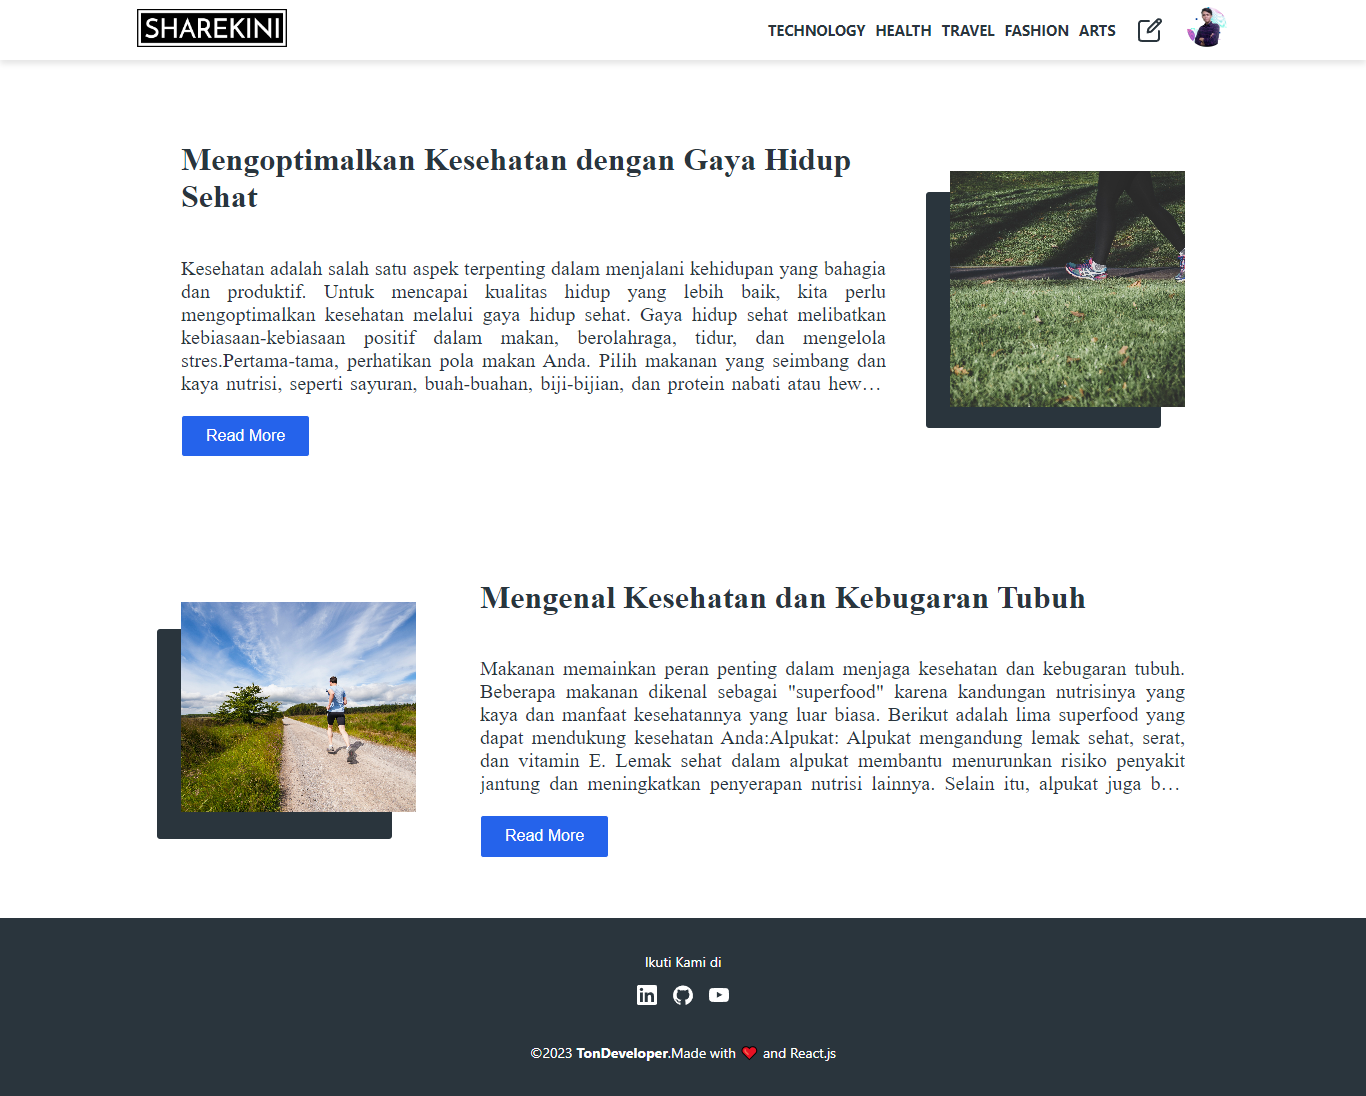 SHAREKINI
TECHNOLOGY HEALTH TRAVEL FASHION ARTS
Mengoptimalkan Kesehatan dengan Gaya Hidup
Sehat
Kesehatan adalah salah satu aspek terpenting dalam menjalani kehidupan yang bahagia
dan produktif. Untuk mencapai kualitas hidup yang lebih baik, kita perlu
mengoptimalkan kesehatan melalui gaya hidup sehat. Gaya hidup sehat melibatkan
kebiasaan-kebiasaan positif dalam makan, berolahraga, tidur, dan mengelola
stres.Pertama-tama, perhatikan pola makan Anda. Pilih makanan yang seimbang dan
kaya nutrisi, seperti sayuran, buah-buahan, biji-bijian, dan protein nabati atau hew…
Read More
Mengenal Kesehatan dan Kebugaran Tubuh
Makanan memainkan peran penting dalam menjaga kesehatan dan kebugaran tubuh.
Beberapa makanan dikenal sebagai "superfood" karena kandungan nutrisinya yang
kaya dan manfaat kesehatannya yang luar biasa. Berikut adalah lima superfood yang
dapat mendukung kesehatan Anda:Alpukat: Alpukat mengandung lemak sehat, serat,
dan vitamin E. Lemak sehat dalam alpukat membantu menurunkan risiko penyakit
jantung dan meningkatkan penyerapan nutrisi lainnya. Selain itu, alpukat juga b…
Read More
Ikuti Kami di
©2023 TonDeveloper.Made with ❤️ and React.js